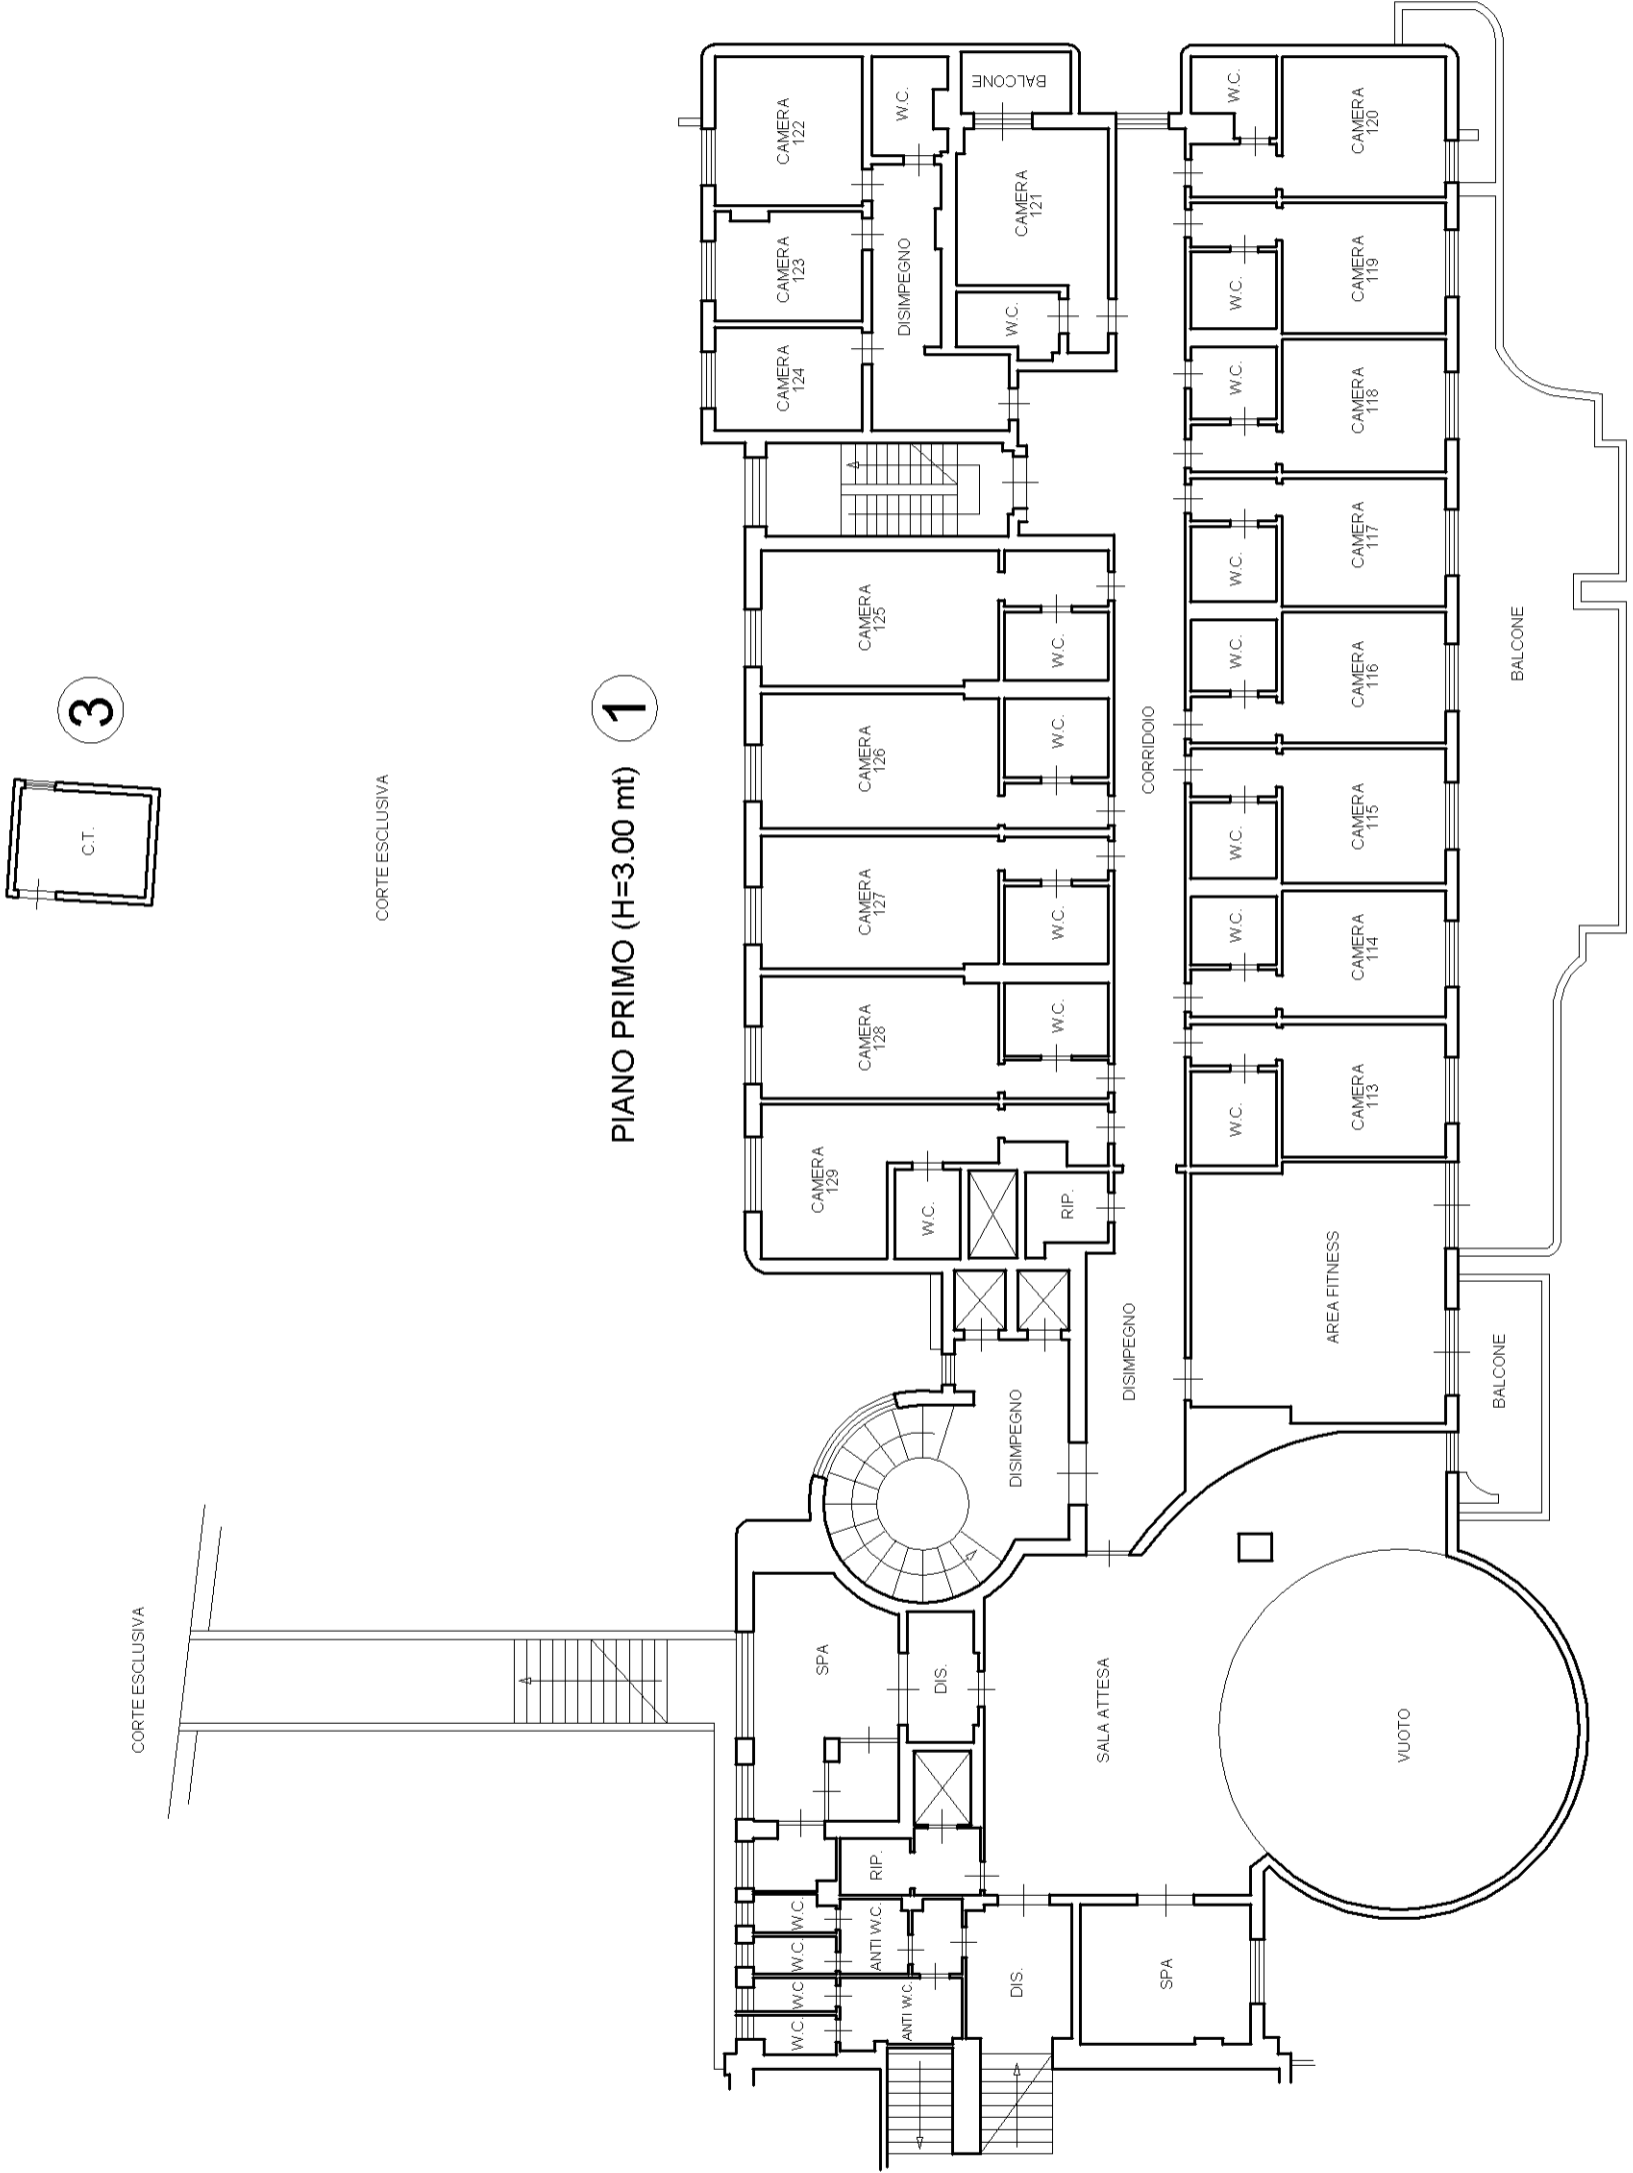 3
C.T.
CORTE ESCLUSIVA
1
PIANO PRIMO (H=3.00 mt)
CORTE ESCLUSIVA
CAMERA
122
CAMERA
123
CAMERA
124
W.C.
DISIMPEGNO
BALCONE
CAMERA
121
W.C.
CAMERA
125
W.C.
CAMERA
126
W.C.
CAMERA
127
W.C.
CAMERA
128
W.C.
CAMERA
129
W.C.
RIP.
CORRIDOIO
W.C.
CAMERA
120
W.C.
CAMERA
119
W.C.
CAMERA
118
W.C.
CAMERA
117
W.C.
CAMERA
116
W.C.
CAMERA
115
W.C.
CAMERA
114
W.C.
CAMERA
113
BALCONE
DISIMPEGNO
DISIMPEGNO
AREA FITNESS
BALCONE
SPA
DIS.
SALA ATTESA
VUOTO
RIP.
W.C.
W.C.
W.C.
W.C.
ANTI W.C.
ANTI W.C.
DIS.
SPA